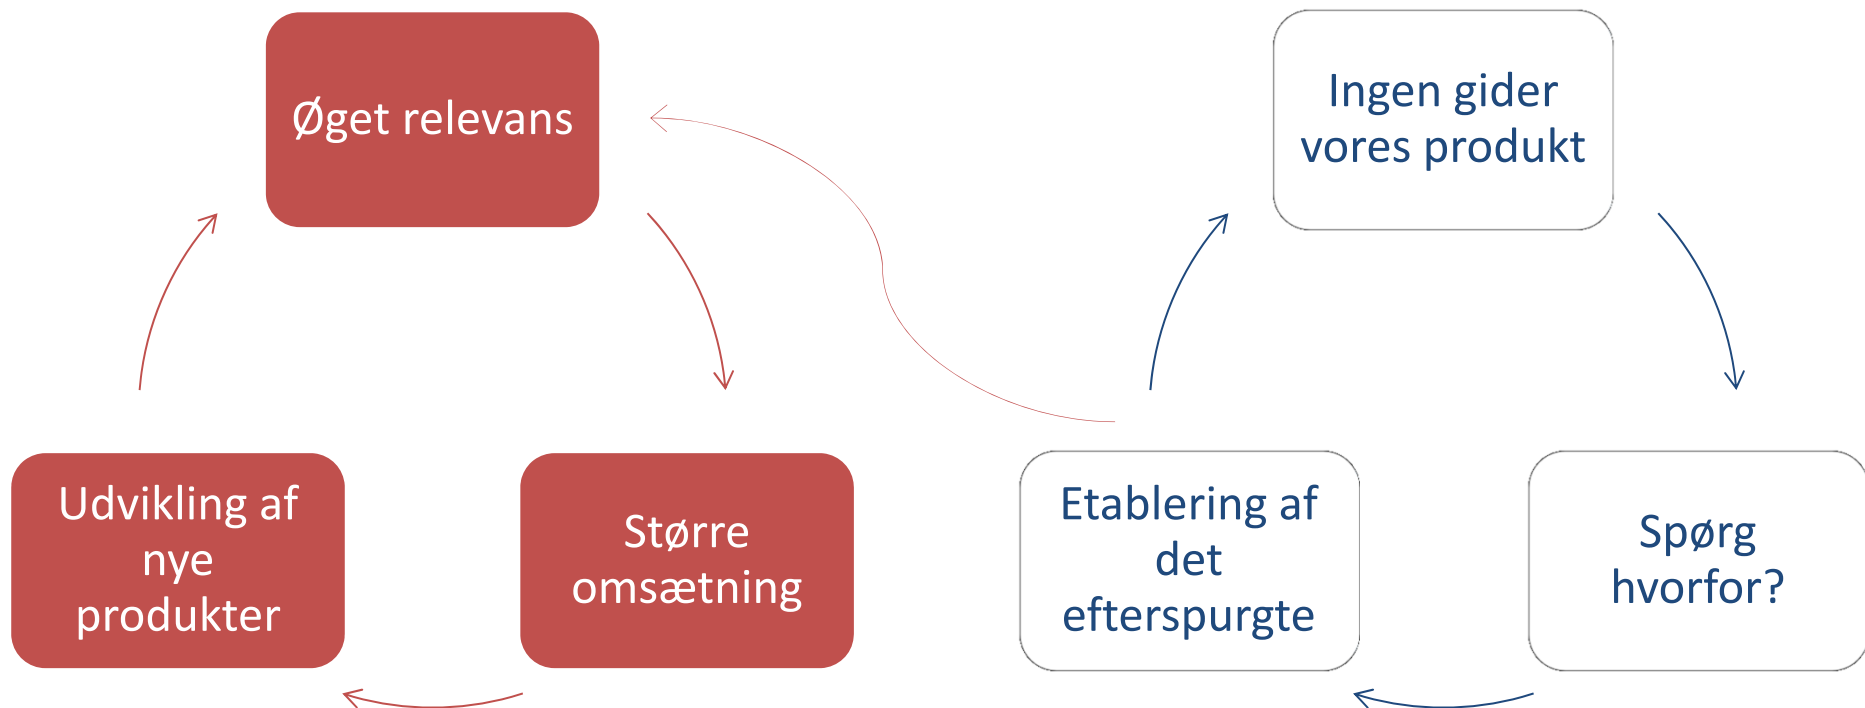 Øget relevans
Udvikling af
nye
produkter
Større
omsætning
Ingen gider
vores produkt
Etablering af
det
efterspurgte
Spørg
hvorfor?